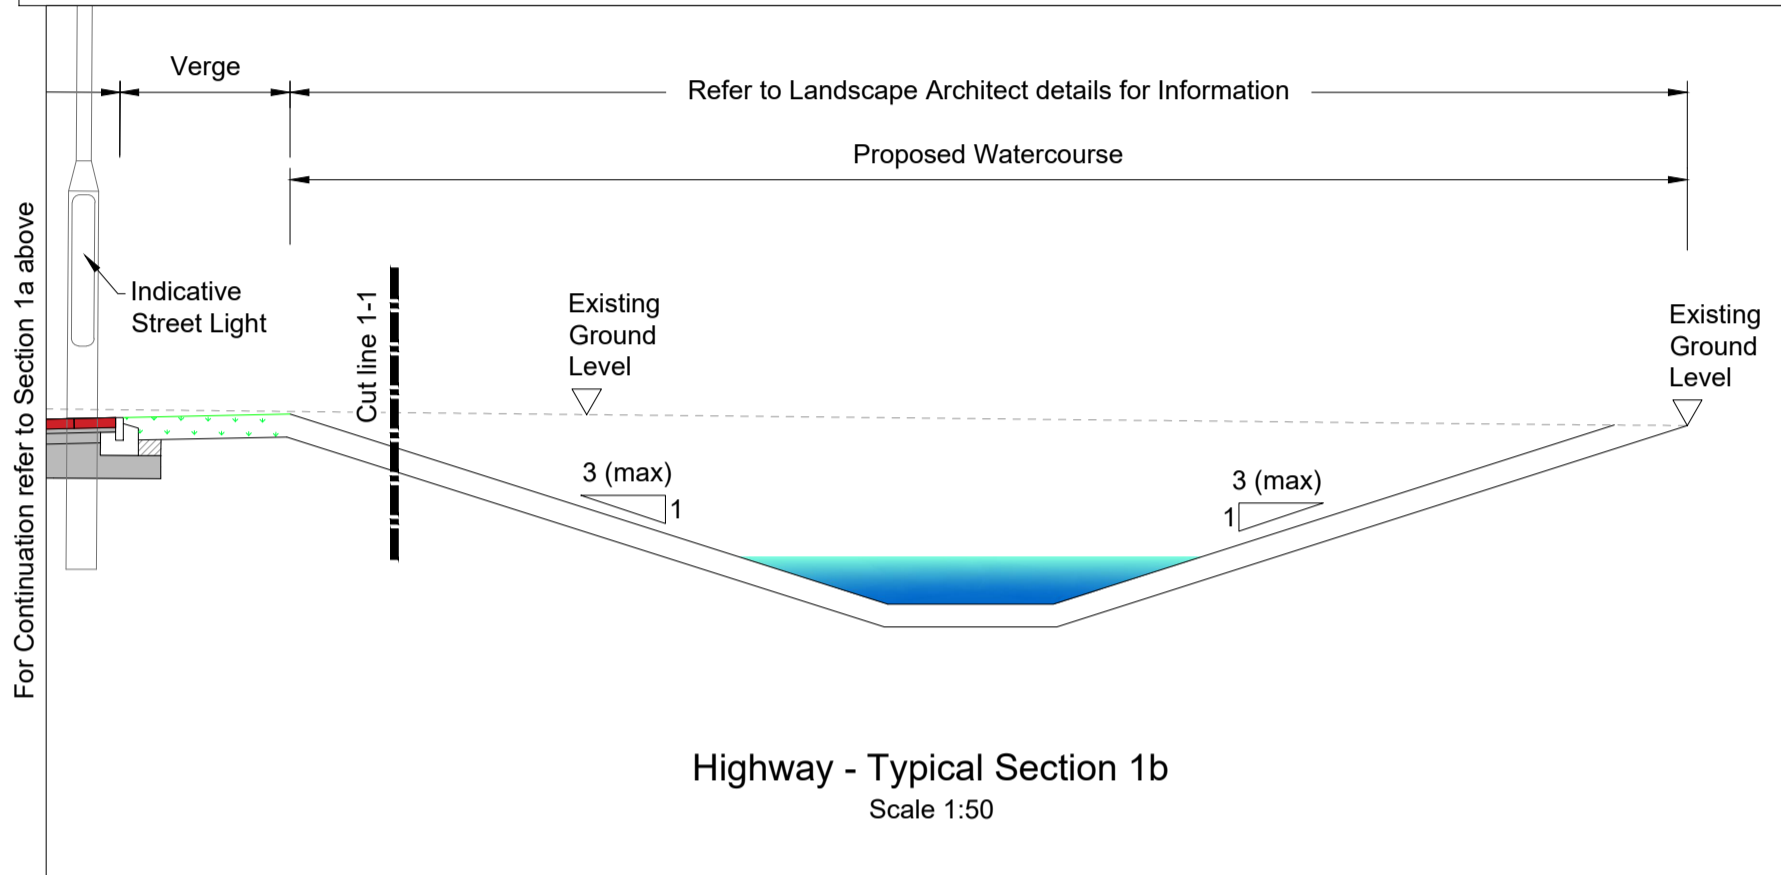 Verge
Refer to Landscape Architect details for Information
Proposed Watercourse
For Continuation refer to Section 1a above
Indicative
Street Light
Cut line 1-1
Existing
Ground
Level
Existing
Ground
Level
3 (max)
1
3 (max)
1
Highway - Typical Section 1b
Scale 1:50